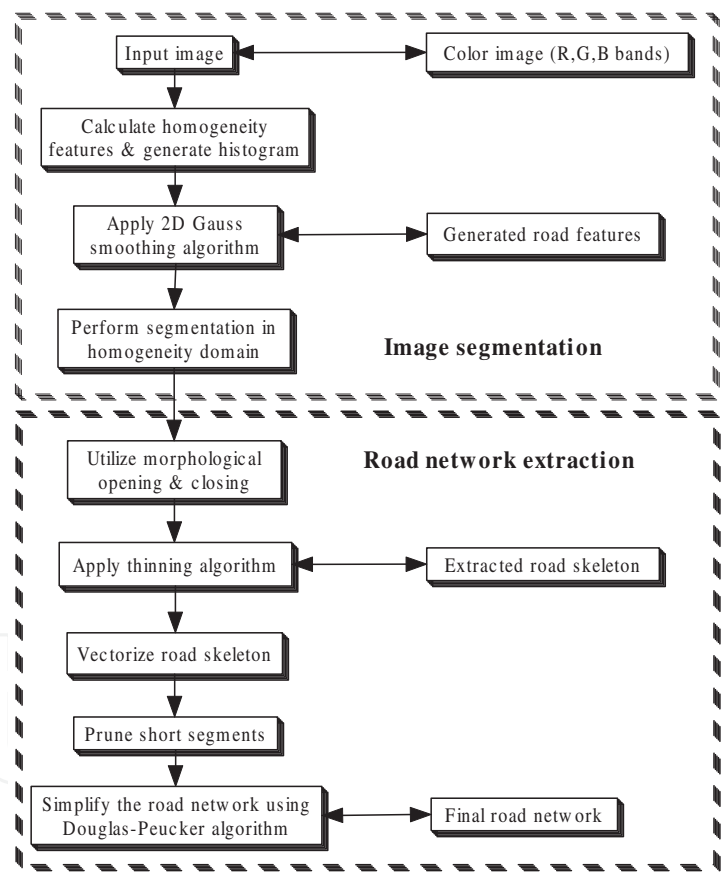 Input image
Color image (R,G,B bands)
Calculate homogeneity
features & generate histogram
Apply 2D Gauss
smoothing algorithm
Generated road features
Perform segmentation in
homogeneity domain
Image segmentation
Utilize morphological
opening & closing
Road network extraction
Apply thinning algorithm
Extracted road skeleton
Vectorize road skeleton
Prune short segments
Simplify the road network using
Douglas-Peucker algorithm
Final road network